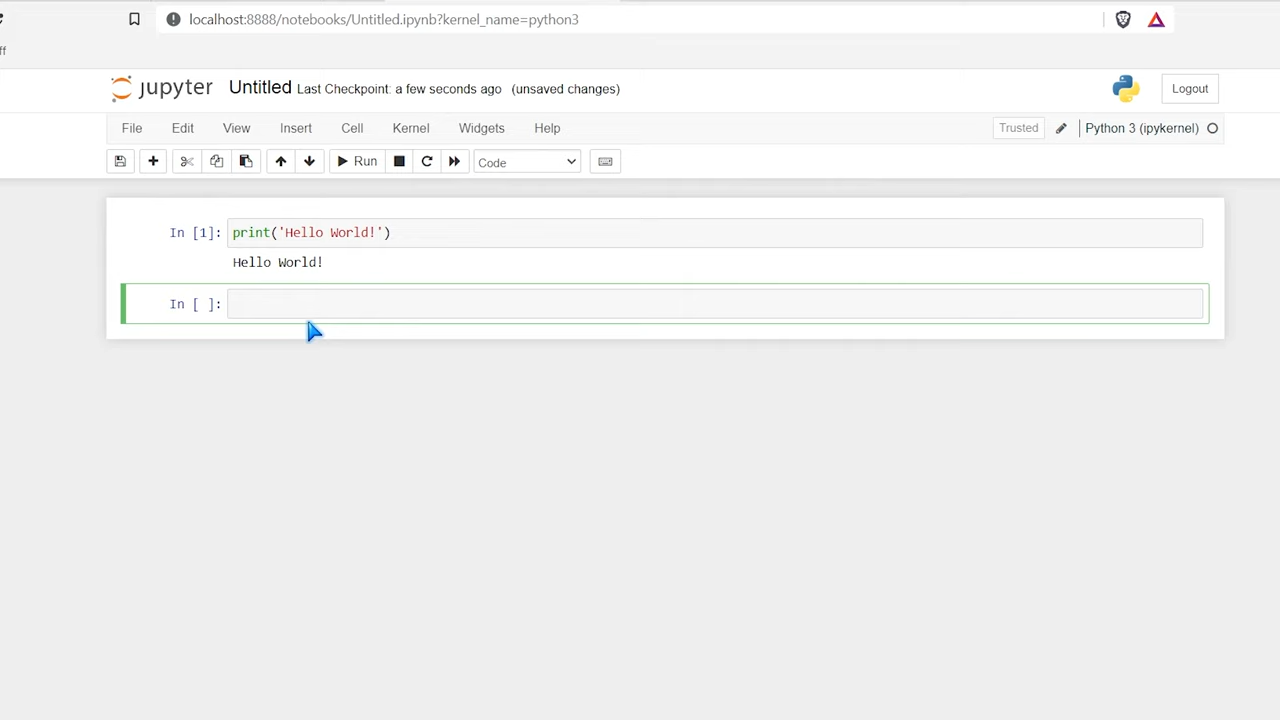 localhost:8888/notebooks/Untitled.ipynb?kernel_name=python3
ff
jupyter Untitled Last Checkpoint: a few seconds ago (unsaved changes) Logout
File Edit View Insert Cell Kernel Widgets Help Trusted Python 3 (ipykernel)
Run Code
In [1]: print('Hello World!')
Hello World!
In [ ]: